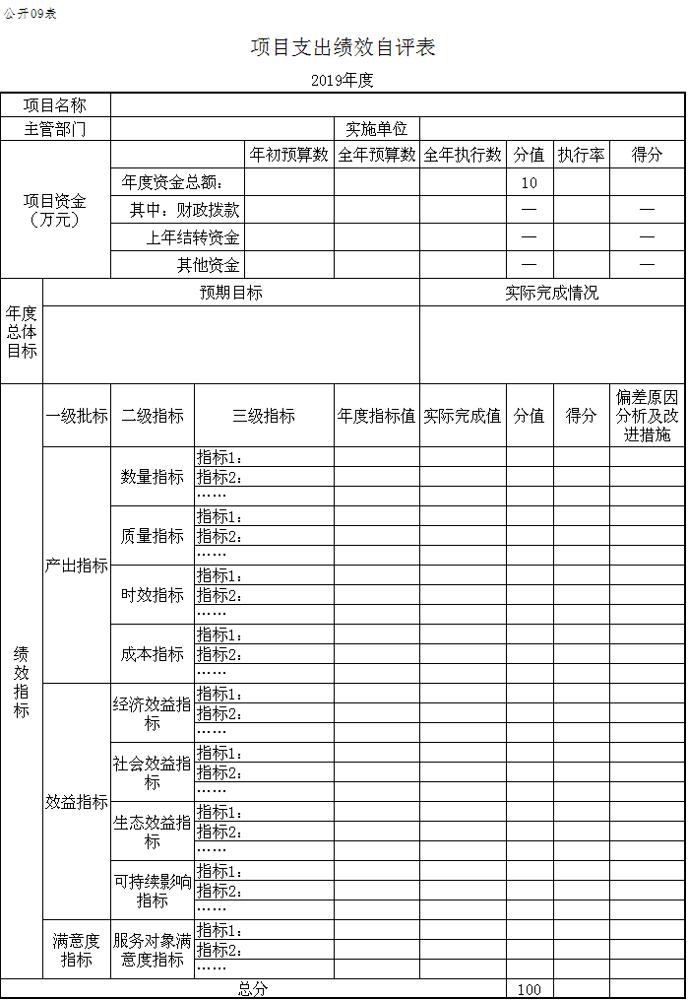 公开09表
项目支出绩效自评表
2019年度
项目名称
主管部门 实施单位
项目资金
（万元）
年初预算数 全年预算数 全年执行数 分值 执行率 得分
年度资金总额： 10
其中：财政拨款 — —
上年结转资金 — —
其他资金 — —
年度
总体
目标
预期目标 实际完成情况
绩
效
指
标
一级批标 二级指标 三级指标 年度指标值 实际完成值 分值 得分
偏差原因
分析及改
进措施
产出指标
数量指标
指标1：
指标2：
……
质量指标
指标1：
指标2：
……
时效指标
指标1：
指标2：
……
成本指标
指标1：
指标2：
……
效益指标
经济效益指
标
指标1：
指标2：
……
社会效益指
标
指标1：
指标2：
……
生态效益指
标
指标1：
指标2：
……
可持续影响
指标
指标1：
指标2：
……
满意度
指标
服务对象满
意度指标
指标1：
指标2：
……
总分 100